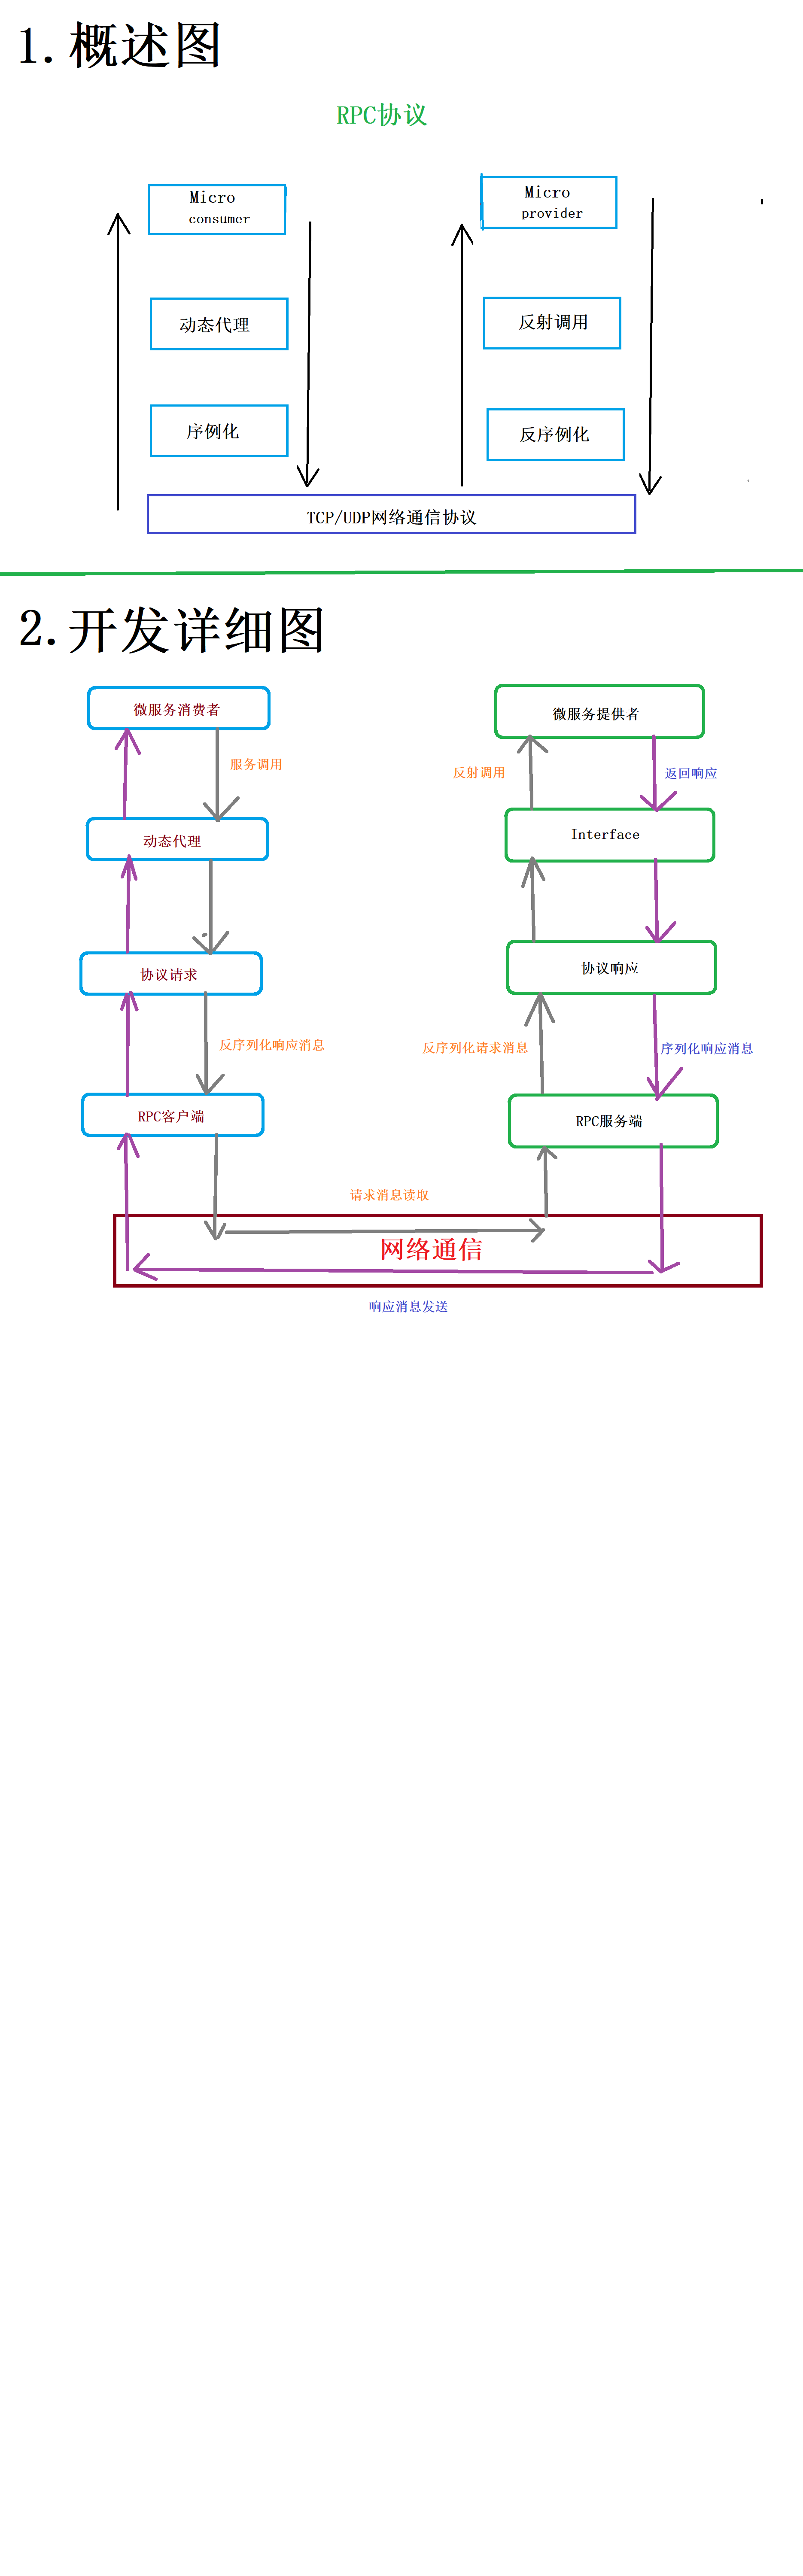 1.概述图
RPC协议
Micro
consumer
Micro
provider
动态代理
反射调用
序例化
反序例化
TCP/UDP网络通信协议
2.开发详细图
微服务消费者
微服务提供者
服务调用
反射调用
返回响应
动态代理
Interface
协议请求
协议响应
反序列化响应消息
反序列化请求消息
序列化响应消息
RPC客户端
RPC服务端
请求消息读取
网络通信
响应消息发送